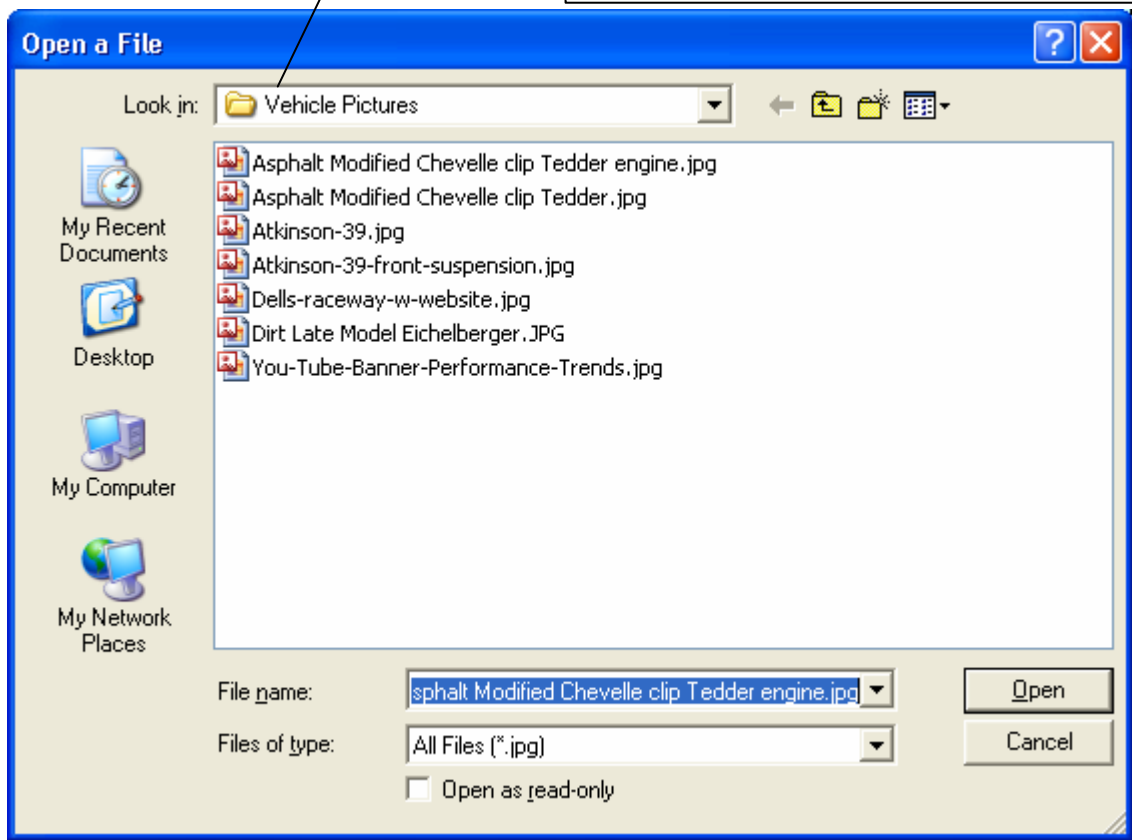 Open a File
Look in:
Vehicle Pictures
Asphalt Modified Chevelle clip Tedder engine.jpg
Asphalt Modified Chevelle clip Tedder.jpg
Atkinson-39.jpg
Atkinson-39-front-suspension.jpg
Dells-raceway-w-website.jpg
Dirt Late Model Eichelberger.JPG
You-Tube-Banner-Performance-Trends.jpg
My Recent
Documents
Desktop
My Computer
My Network
Places
File name:
sphalt Modified Chevelle clip Tedder engine.jpg
Open
Files of type:
All Files (*.jpg)
Cancel
Open as read-only